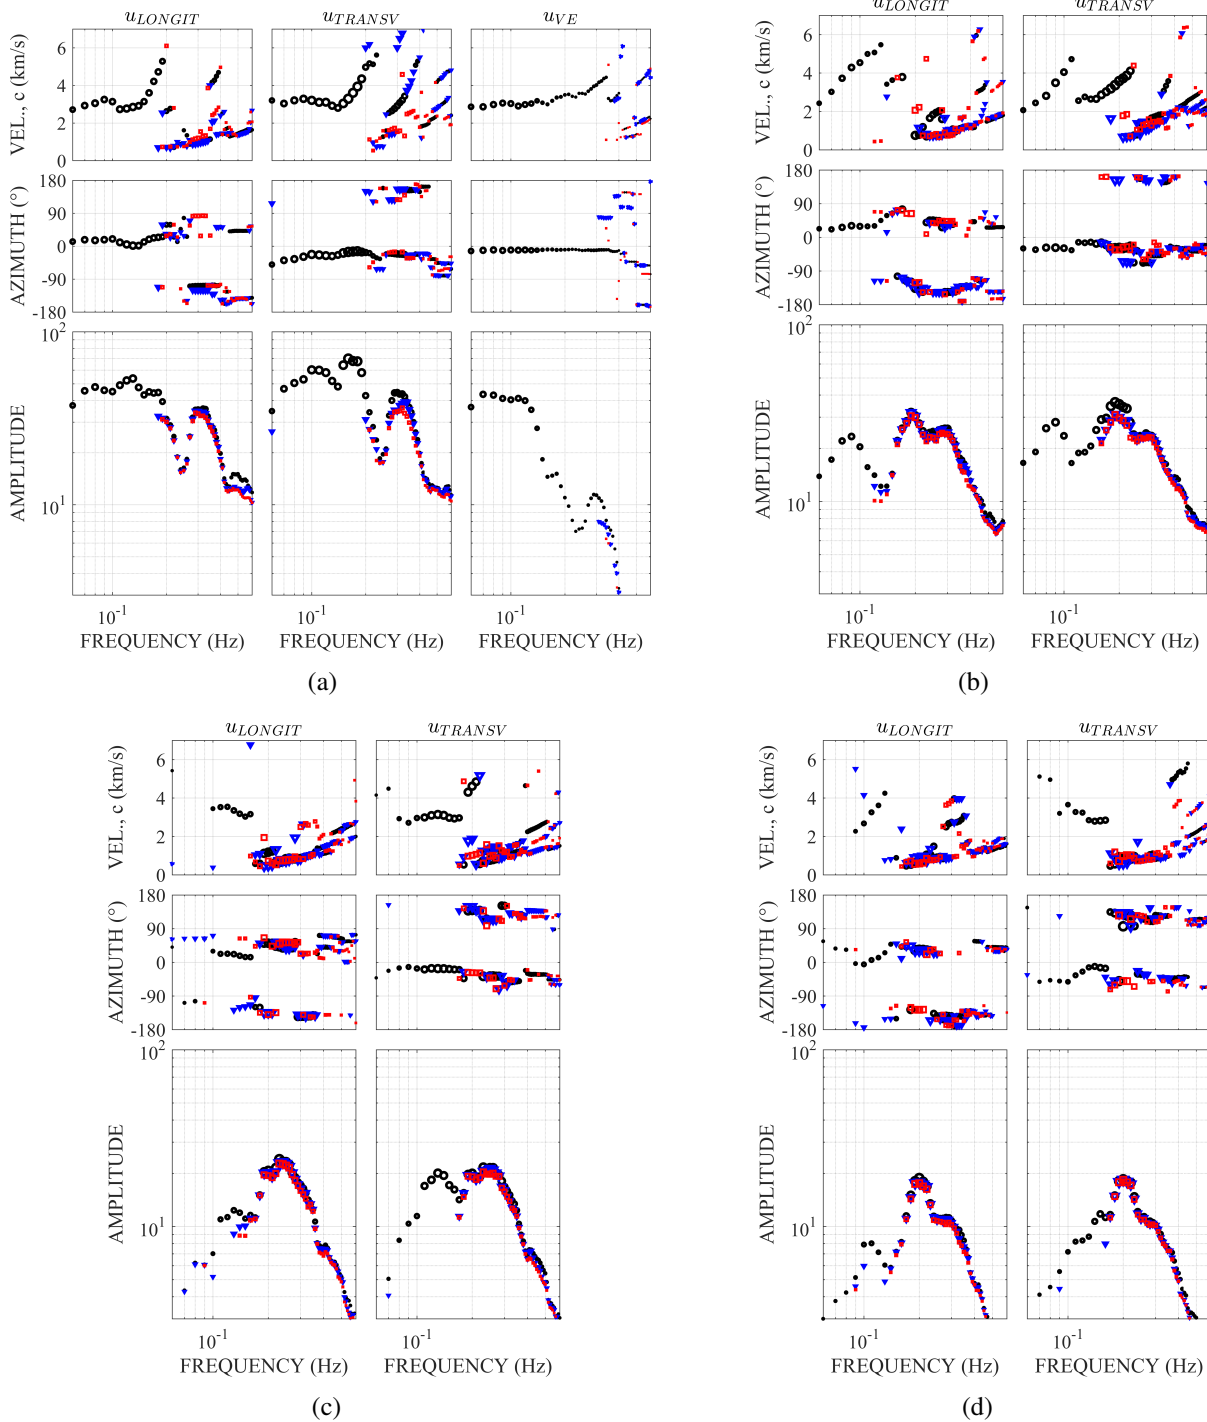 u_LONGIT u_TRANSV u_VE
VEL., c (km/s)
6
4
2
0
AZIMUTH (°)
180
90
0
-90
-180
AMPLITUDE
10^2
10^1
10^-1 10^-1 10^-1
FREQUENCY (Hz) FREQUENCY (Hz) FREQUENCY (Hz)
(a)
u_LONGIT u_TRANSV
VEL., c (km/s)
6
4
2
0
AZIMUTH (°)
180
90
0
-90
-180
AMPLITUDE
10^2
10^1
10^-1 10^-1
FREQUENCY (Hz) FREQUENCY (Hz)
(b)
u_LONGIT u_TRANSV
VEL., c (km/s)
6
4
2
0
AZIMUTH (°)
180
90
0
-90
-180
AMPLITUDE
10^2
10^1
10^-1 10^-1
FREQUENCY (Hz) FREQUENCY (Hz)
(c)
u_LONGIT u_TRANSV
VEL., c (km/s)
6
4
2
0
AZIMUTH (°)
180
90
0
-90
-180
AMPLITUDE
10^2
10^1
10^-1 10^-1
FREQUENCY (Hz) FREQUENCY (Hz)
(d)